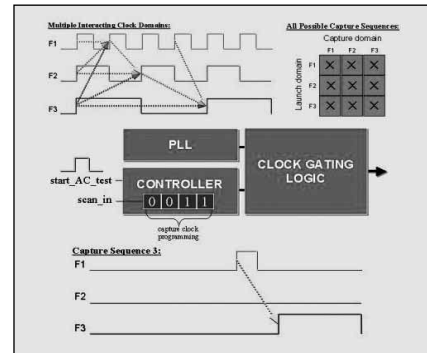 Multiple Interacting Clock Domains:
F1
F2
F3
All Possible Capture Sequences:
Capture domain
F1 F2 F3
Launch domain
F1 X X X
F2 X X X
F3 X X X
PLL
CLOCK GATING
LOGIC
start_AC_test
CONTROLLER
scan_in
0 0 1 1
capture clock
programming
Capture Sequence 3:
F1
F2
F3